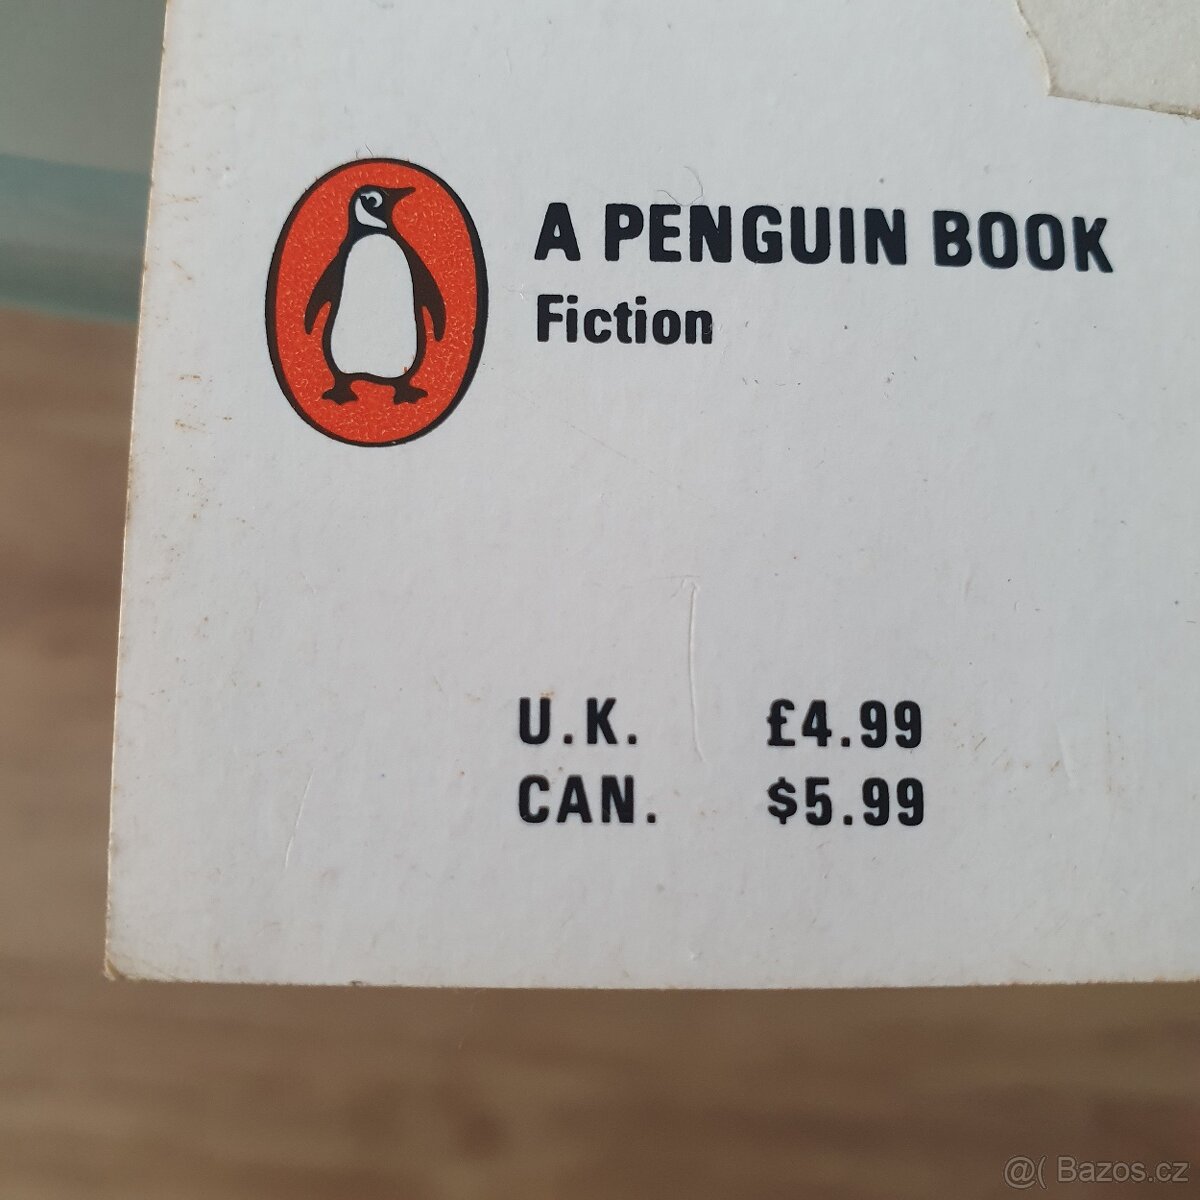 A PENGUIN BOOK
Fiction
U.K. £4.99
CAN. $5.99
@( Bazos.cz